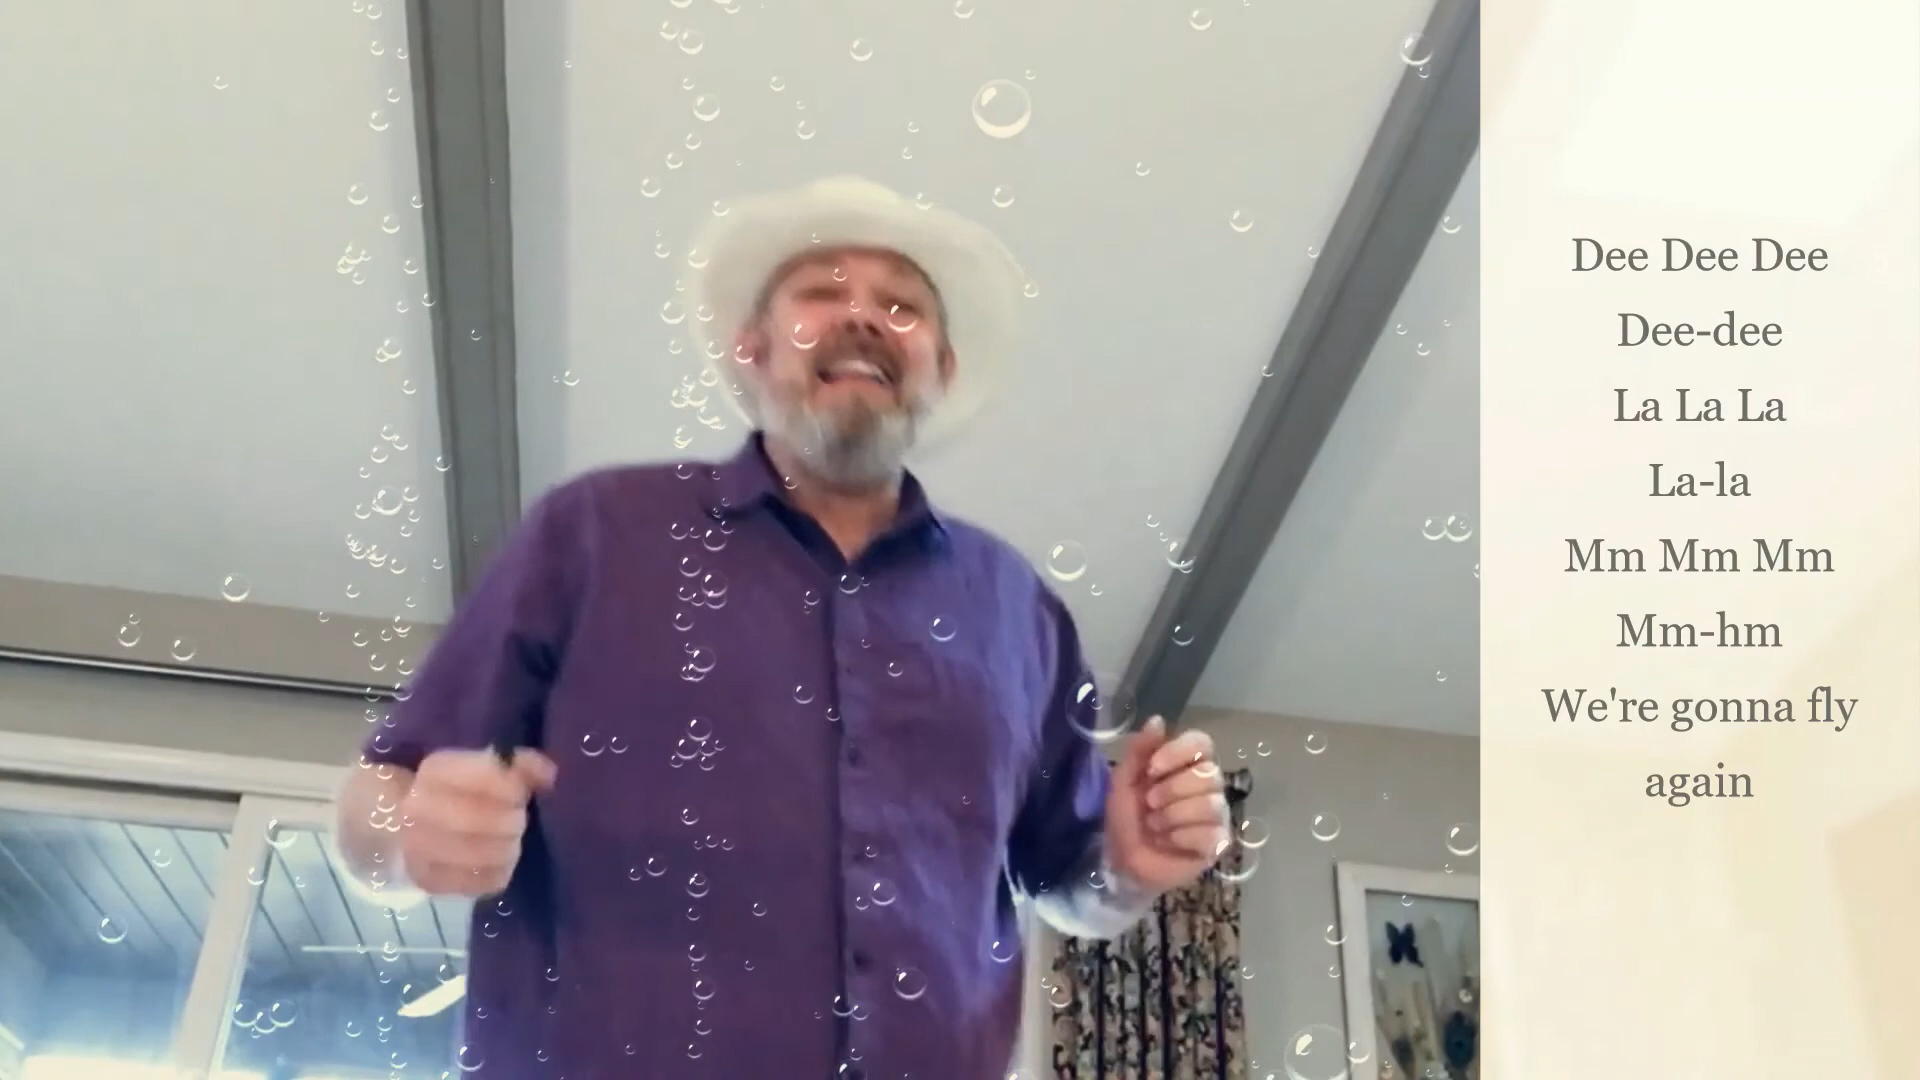 Dee Dee Dee
Dee-dee
La La La
La-la
Mm Mm Mm
Mm-hm
We're gonna fly
again